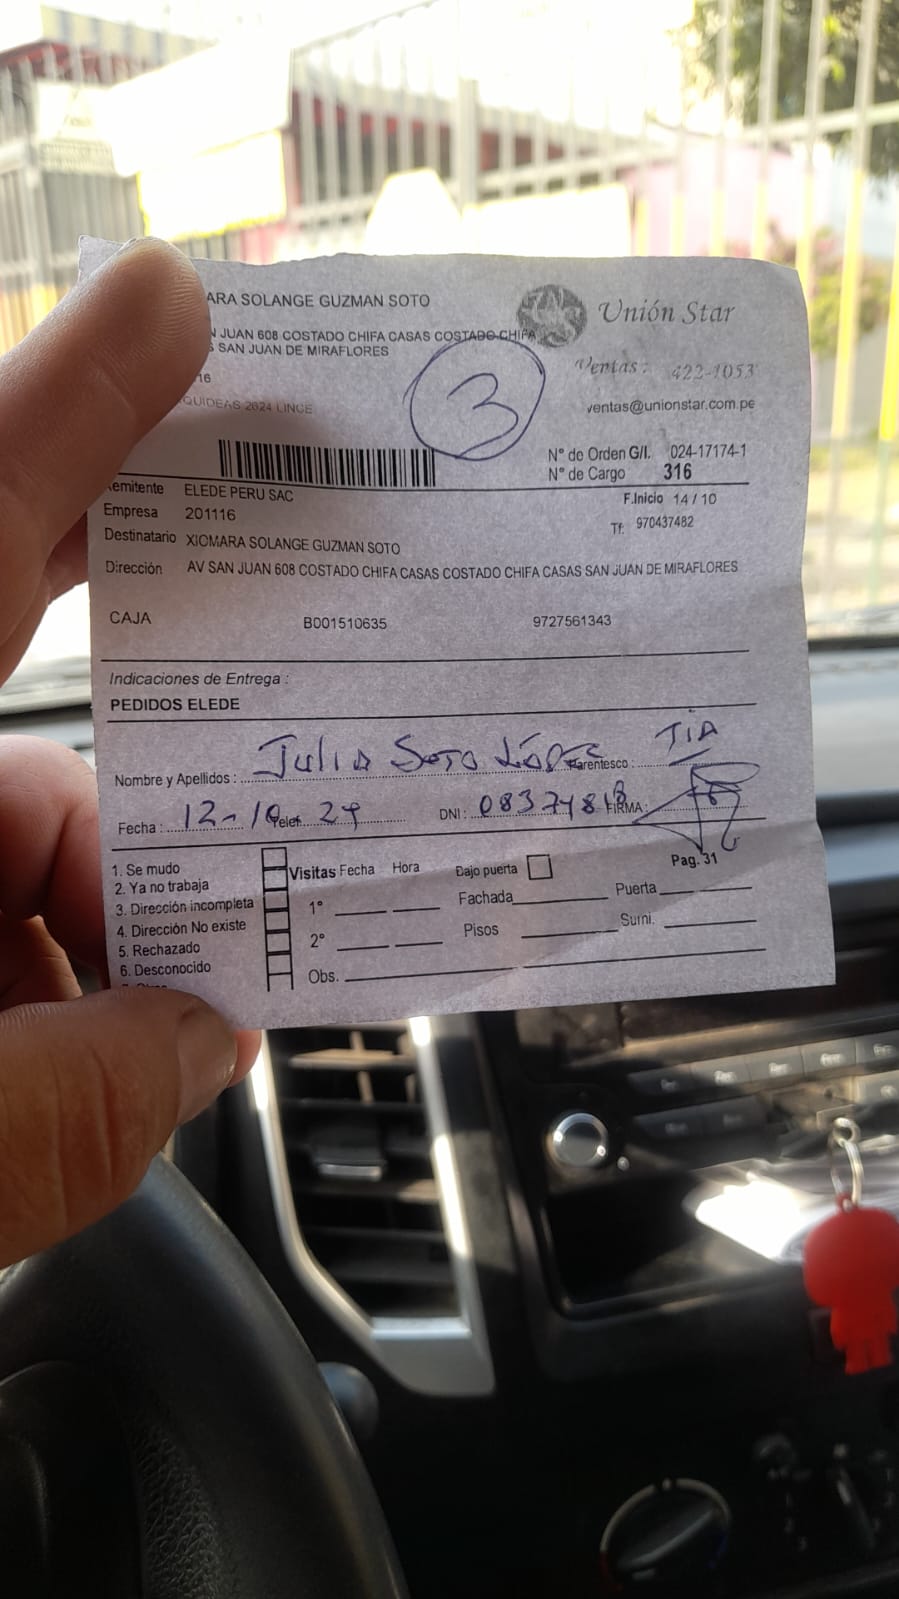 ARA SOLANGE GUZMAN SOTO
Unión Star
N JUAN 608 COSTADO CHIFA CASAS COSTADO CHIFA
S SAN JUAN DE MIRAFLORES
3
Ventas: 422-1053
16
QUIDEAS 2624 LINCE
ventas@unionstar.com.pe
N° de Orden G/I. 024-17174-1
N° de Cargo 316
emitente ELEDE PERU SAC
F.Inicio 14 / 10
Empresa 201116
Tf: 970437482
Destinatario XIOMARA SOLANGE GUZMAN SOTO
Dirección AV SAN JUAN 608 COSTADO CHIFA CASAS COSTADO CHIFA CASAS SAN JUAN DE MIRAFLORES
CAJA B001510635 9727561343
Indicaciones de Entrega :
PEDIDOS ELEDE
Nombre y Apellidos : Julia Soto López Parentesco : TIA
Fecha : 12-10 Telef. 24 DNI : FIRMA :
Pag. 31
1. Se mudo
2. Ya no trabaja
3. Dirección incompleta
4. Dirección No existe
5. Rechazado
6. Desconocido
Visitas Fecha Hora Bajo puerta
1° Fachada Puerta
2° Pisos Sumi.
Obs.